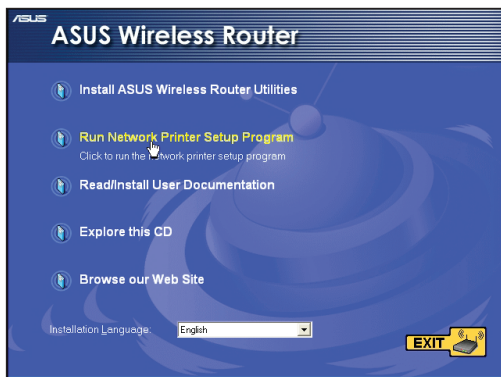 ASUS
ASUS Wireless Router
Install ASUS Wireless Router Utilities
Run Network Printer Setup Program
Click to run the network printer setup program
Read/Install User Documentation
Explore this CD
Browse our Web Site
Installation Language: English
EXIT